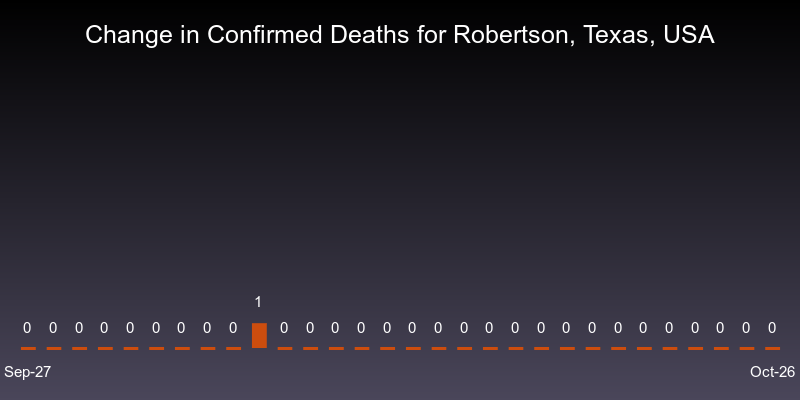 Change in Confirmed Deaths for Robertson, Texas, USA
1
0 0 0 0 0 0 0 0 0 0 0 0 0 0 0 0 0 0 0 0 0 0 0 0 0 0 0 0 0
Sep-27 Oct-26